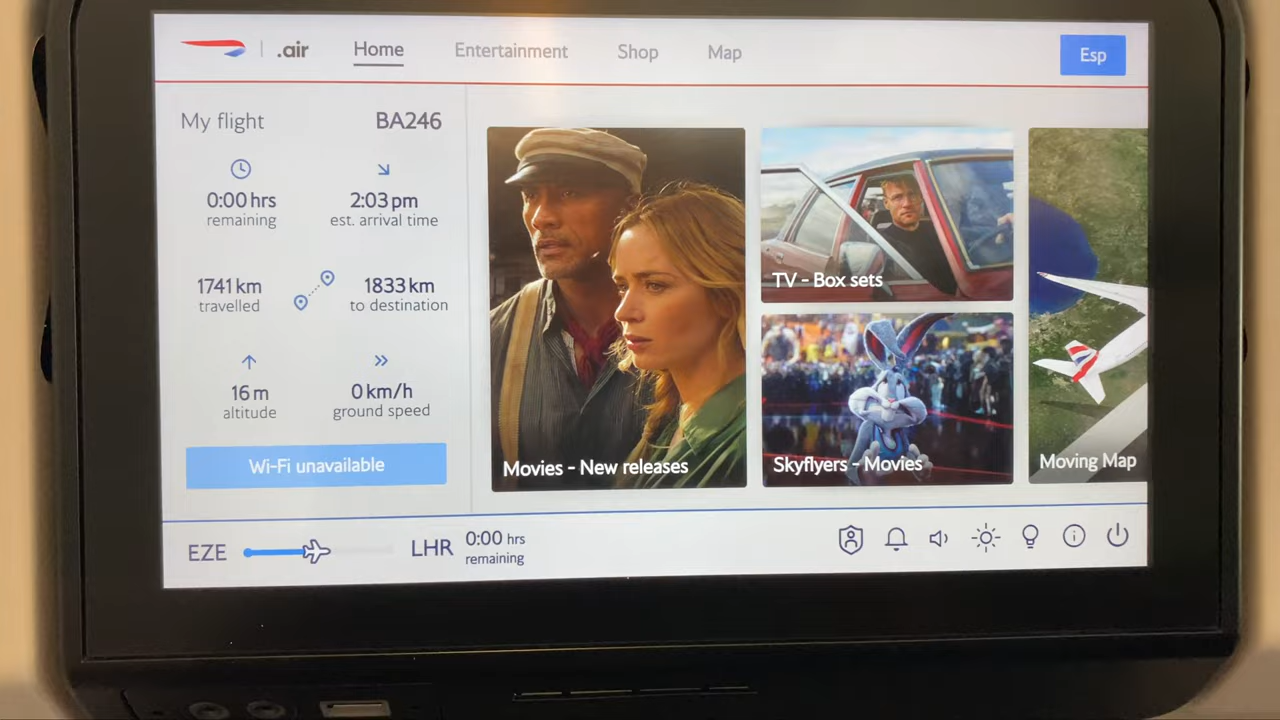 .air
Home
Entertainment
Shop
Map
Esp
My flight
BA246
0:00 hrs
remaining
2:03 pm
est. arrival time
1741 km
travelled
1833 km
to destination
16 m
altitude
0 km/h
ground speed
Wi-Fi unavailable
Movies - New releases
TV - Box sets
Skyflyers - Movies
Moving Map
EZE
LHR
0:00 hrs
remaining